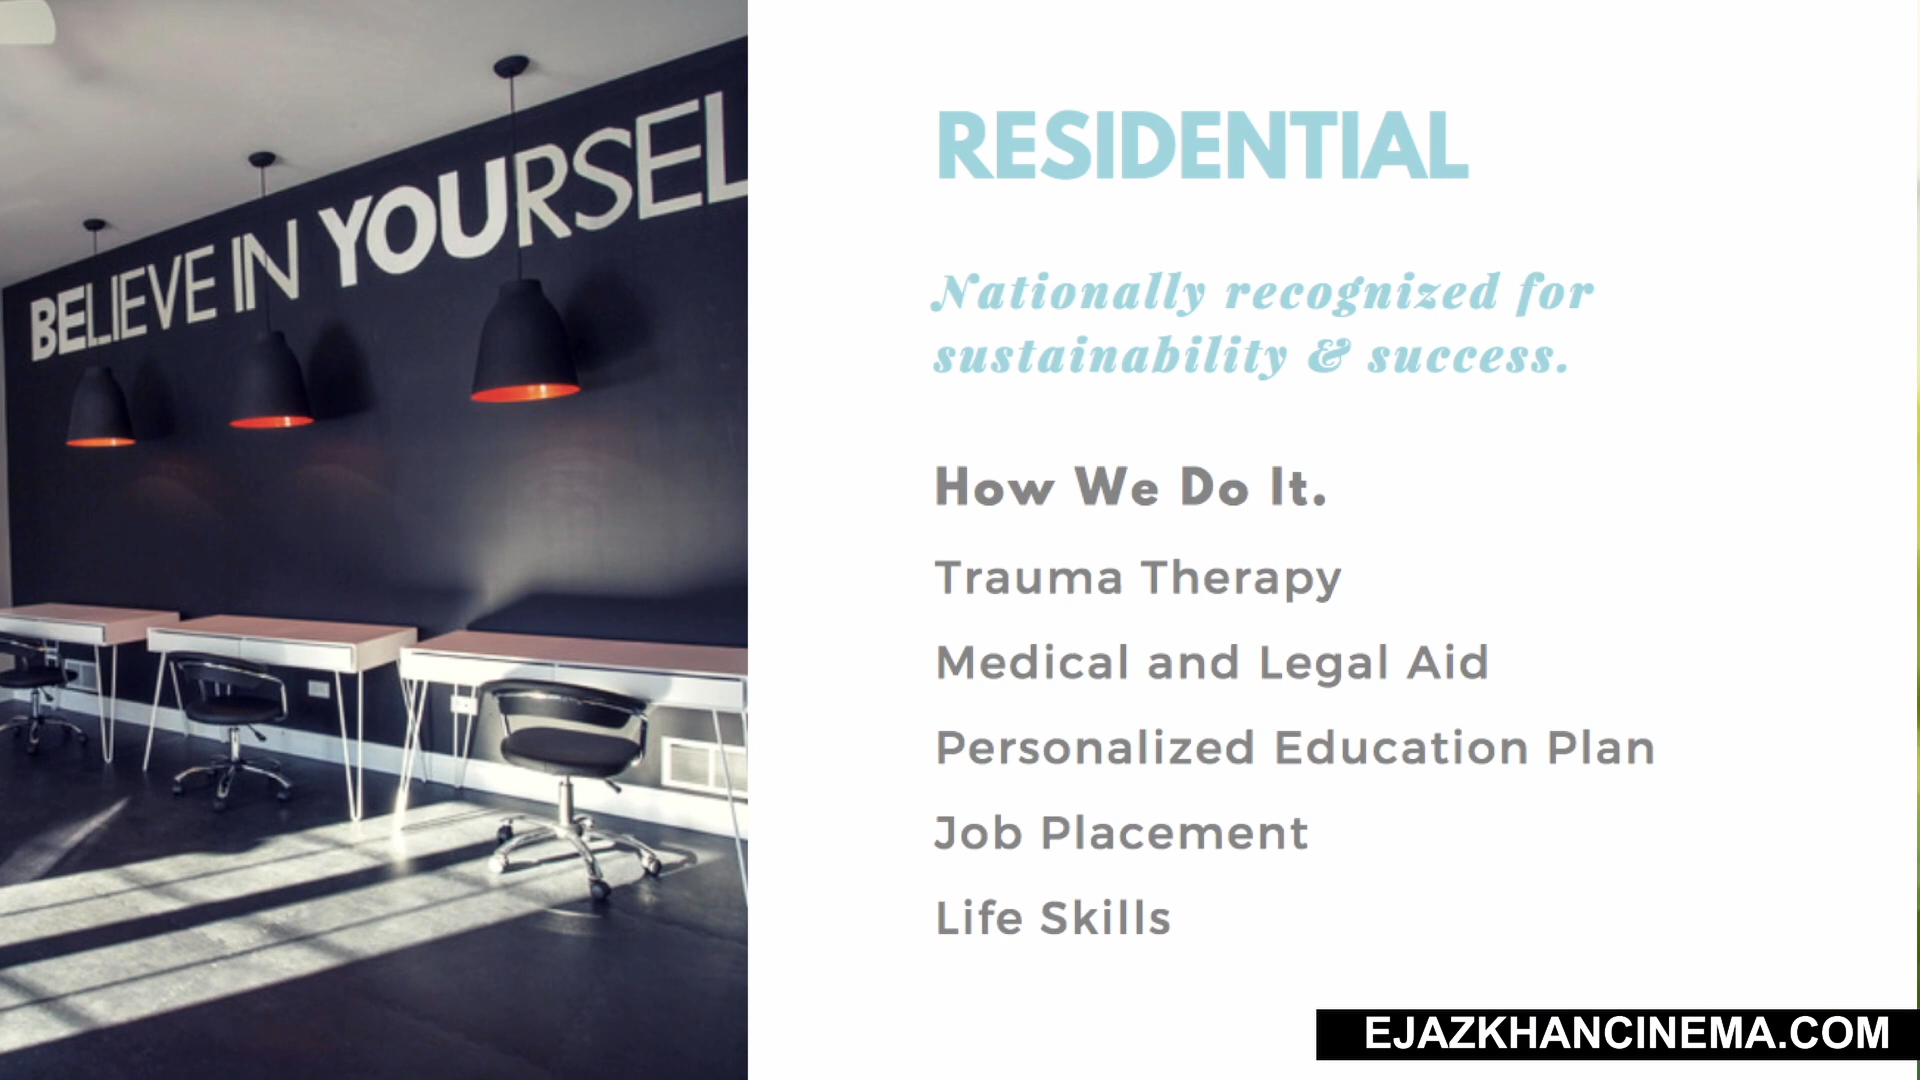 BELIEVE IN YOURSEL
RESIDENTIAL
Nationally recognized for
sustainability & success.
How We Do It.
Trauma Therapy
Medical and Legal Aid
Personalized Education Plan
Job Placement
Life Skills
EJAZKHANCINEMA.COM